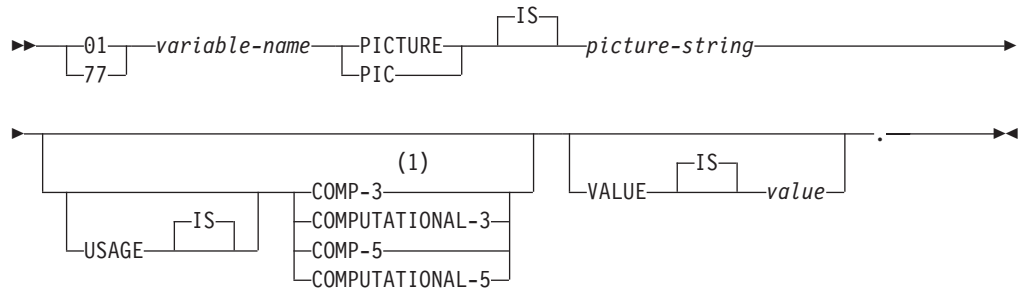 IS
01 variable-name PICTURE picture-string
77 PIC
(1)
IS
COMP-3 VALUE value .
IS
COMPUTATIONAL-3
USAGE COMP-5
COMPUTATIONAL-5